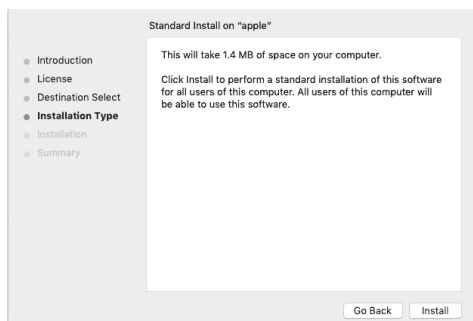 Standard Install on “apple”
Introduction
License
Destination Select
Installation Type
Installation
Summary
This will take 1.4 MB of space on your computer.
Click Install to perform a standard installation of this software
for all users of this computer. All users of this computer will
be able to use this software.
Go Back
Install